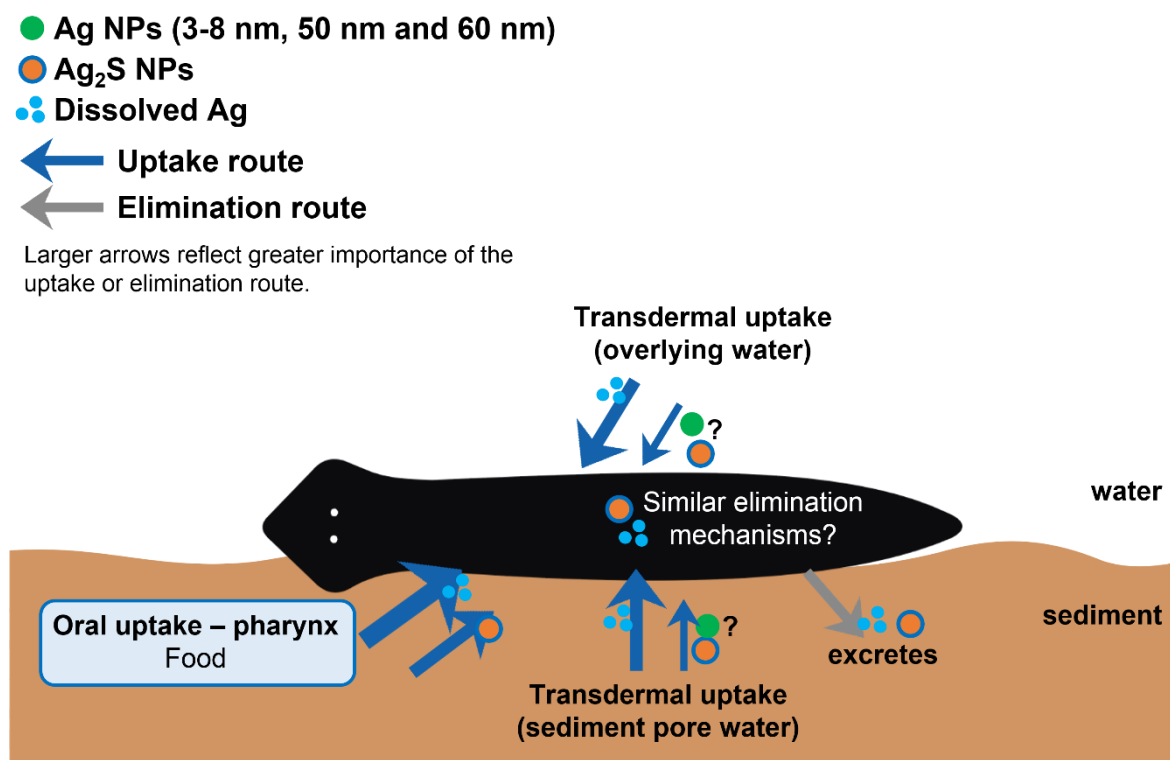 Ag NPs (3-8 nm, 50 nm and 60 nm)
Ag₂S NPs
Dissolved Ag
Uptake route
Elimination route
Larger arrows reflect greater importance of the
uptake or elimination route.
Transdermal uptake
(overlying water)
?
Similar elimination
mechanisms?
water
Oral uptake – pharynx
Food
?
sediment
excretes
Transdermal uptake
(sediment pore water)